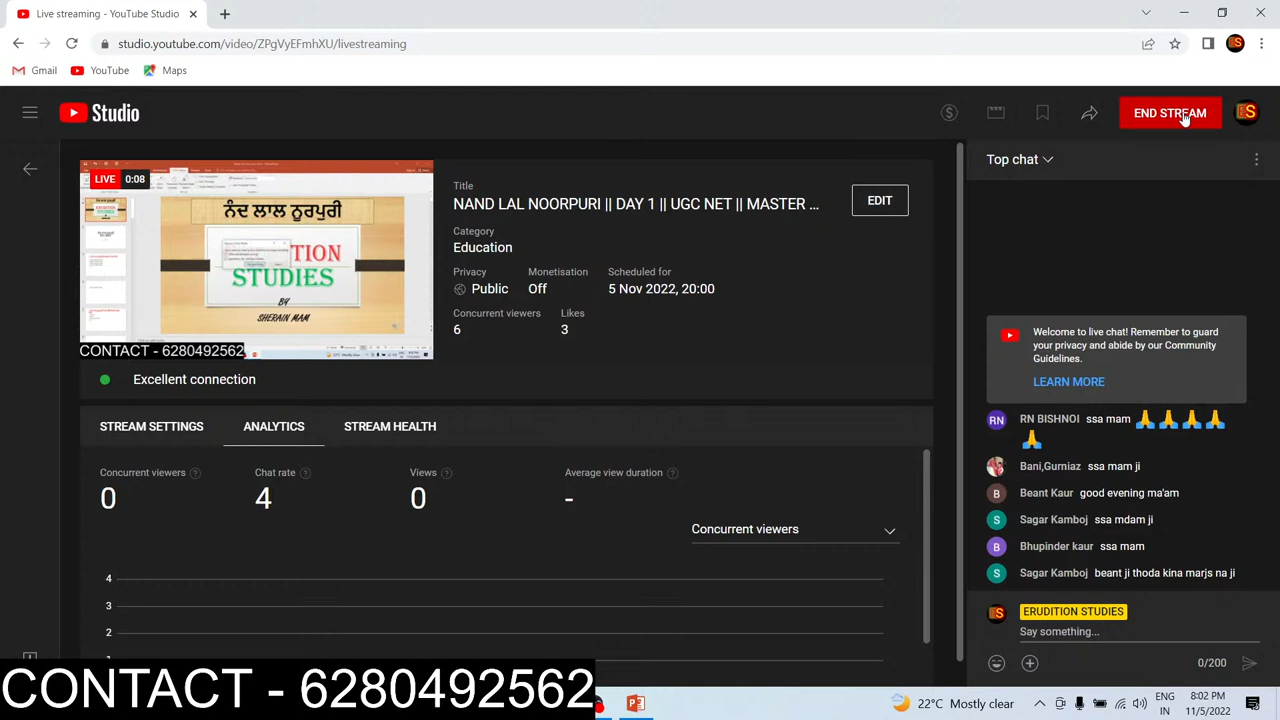 Live streaming - YouTube Studio
studio.youtube.com/video/ZPgVyEFmhXU/livestreaming
Gmail YouTube Maps
Studio
END STREAM
LIVE 0:08
ਨੰਦ ਲਾਲ ਨੂਰਪੁਰੀ
STUDIES
BY
SHERAIN MAM
CONTACT - 6280492562
Title
NAND LAL NOORPURI || DAY 1 || UGC NET || MASTER ...
EDIT
Category
Education
Privacy Monetisation Scheduled for
Public Off 5 Nov 2022, 20:00
Concurrent viewers Likes
6 3
Excellent connection
STREAM SETTINGS ANALYTICS STREAM HEALTH
Concurrent viewers Chat rate Views Average view duration
0 4 0 -
Concurrent viewers
4
3
2
1
Top chat
Welcome to live chat! Remember to guard
your privacy and abide by our Community
Guidelines.
LEARN MORE
RN RN BISHNOI ssa mam 🙏🙏🙏🙏
🙏
Barv,Gurniaz ssa mam ji
B Beant Kaur good evening ma'am
S Sagar Kamboj ssa mdam ji
B Bhupinder kaur ssa mam
S Sagar Kamboj beant ji thoda kina marjs na ji
ERUDITION STUDIES
Say something...
0/200
CONTACT - 6280492562
22°C Mostly clear
ENG
IN
8:02 PM
11/5/2022